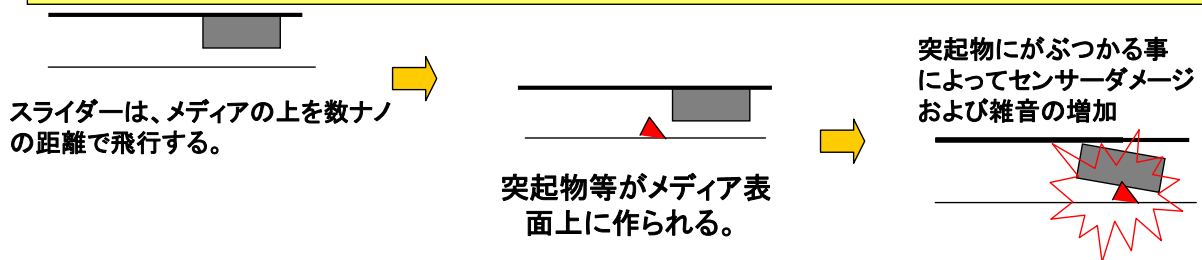 スライダーは、メディアの上を数ナノ
の距離で飛行する。
突起物等がメディア表
面上に作られる。
突起物にがぶつかる事
によってセンサーダメージ
および雑音の増加